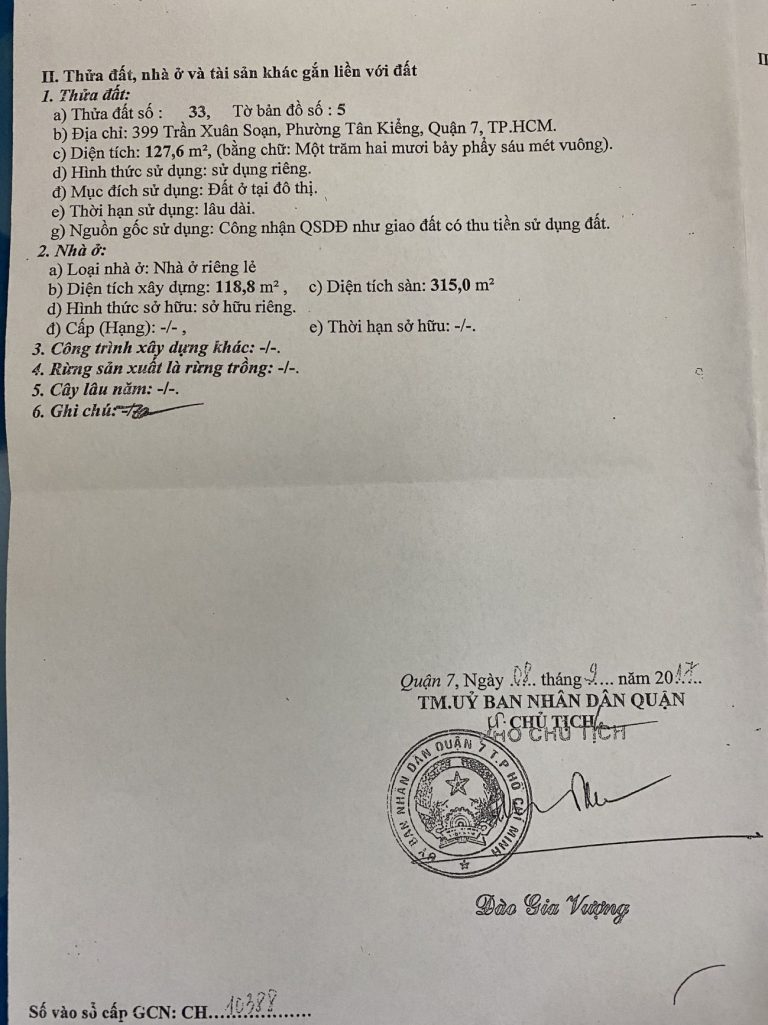 II
II. Thửa đất, nhà ở và tài sản khác gắn liền với đất
1. Thửa đất:
a) Thửa đất số : 33, Tờ bản đồ số : 5
b) Địa chỉ: 399 Trần Xuân Soạn, Phường Tân Kiểng, Quận 7, TP.HCM.
c) Diện tích: 127,6 m², (bằng chữ: Một trăm hai mươi bảy phẩy sáu mét vuông).
d) Hình thức sử dụng: sử dụng riêng.
đ) Mục đích sử dụng: Đất ở tại đô thị.
e) Thời hạn sử dụng: lâu dài.
g) Nguồn gốc sử dụng: Công nhận QSDĐ như giao đất có thu tiền sử dụng đất.
2. Nhà ở:
a) Loại nhà ở: Nhà ở riêng lẻ
b) Diện tích xây dựng: 118,8 m² , c) Diện tích sàn: 315,0 m²
d) Hình thức sở hữu: sở hữu riêng.
đ) Cấp (Hạng): -/- , e) Thời hạn sở hữu: -/-.
3. Công trình xây dựng khác: -/-.
4. Rừng sản xuất là rừng trồng: -/-.
5. Cây lâu năm: -/-.
6. Ghi chú:
Quận 7, Ngày 08 tháng 9 năm 2017
TM.UỶ BAN NHÂN DÂN QUẬN
CHỦ TỊCH
PHÓ CHỦ TỊCH
ỦY BAN NHÂN DÂN QUẬN 7 T.P HỒ CHÍ MINH
Đào Gia Vượng
Số vào sổ cấp GCN: CH 10388